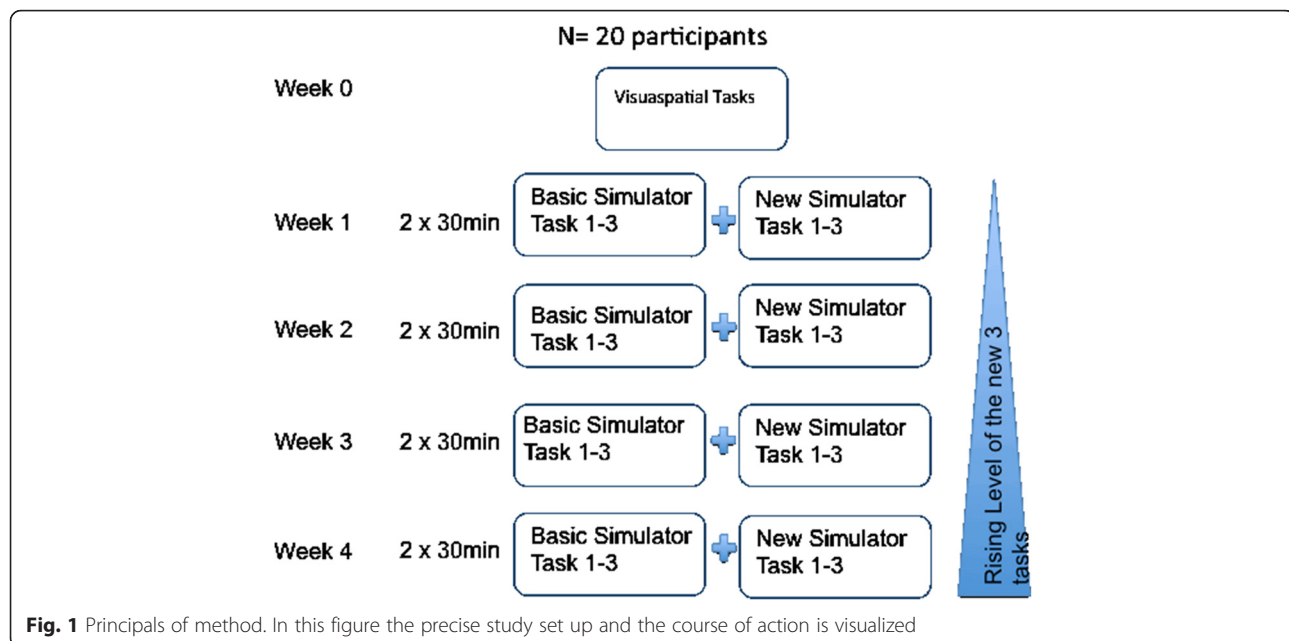 N= 20 participants
Week 0
Visuaspatial Tasks
Week 1
2 x 30min
Basic Simulator
Task 1-3
New Simulator
Task 1-3
Week 2
2 x 30min
Basic Simulator
Task 1-3
New Simulator
Task 1-3
Week 3
2 x 30min
Basic Simulator
Task 1-3
New Simulator
Task 1-3
Week 4
2 x 30min
Basic Simulator
Task 1-3
New Simulator
Task 1-3
Rising Level of the new 3
tasks
Fig. 1 Principals of method. In this figure the precise study set up and the course of action is visualized